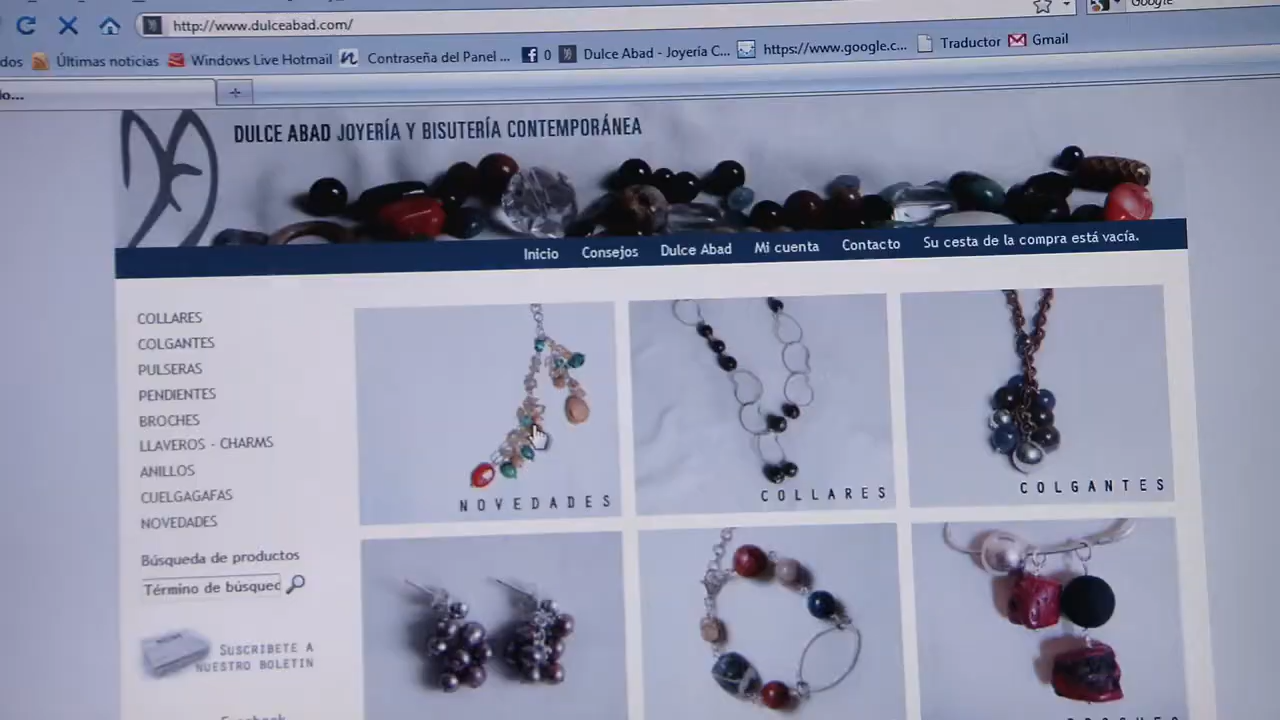 Google
http://www.dulceabad.com/
dos Últimas noticias Windows Live Hotmail Contraseña del Panel ... 0 Dulce Abad - Joyería C... https://www.google.c... Traductor Gmail
DULCE ABAD JOYERÍA Y BISUTERÍA CONTEMPORÁNEA
Inicio Consejos Dulce Abad Mi cuenta Contacto Su cesta de la compra está vacía.
COLLARES
COLGANTES
PULSERAS
PENDIENTES
BROCHES
LLAVEROS - CHARMS
ANILLOS
CUELGAGAFAS
NOVEDADES
NOVEDADES
COLLARES
COLGANTES
Búsqueda de productos
Término de búsqued
SUSCRIBETE A
NUESTRO BOLETIN